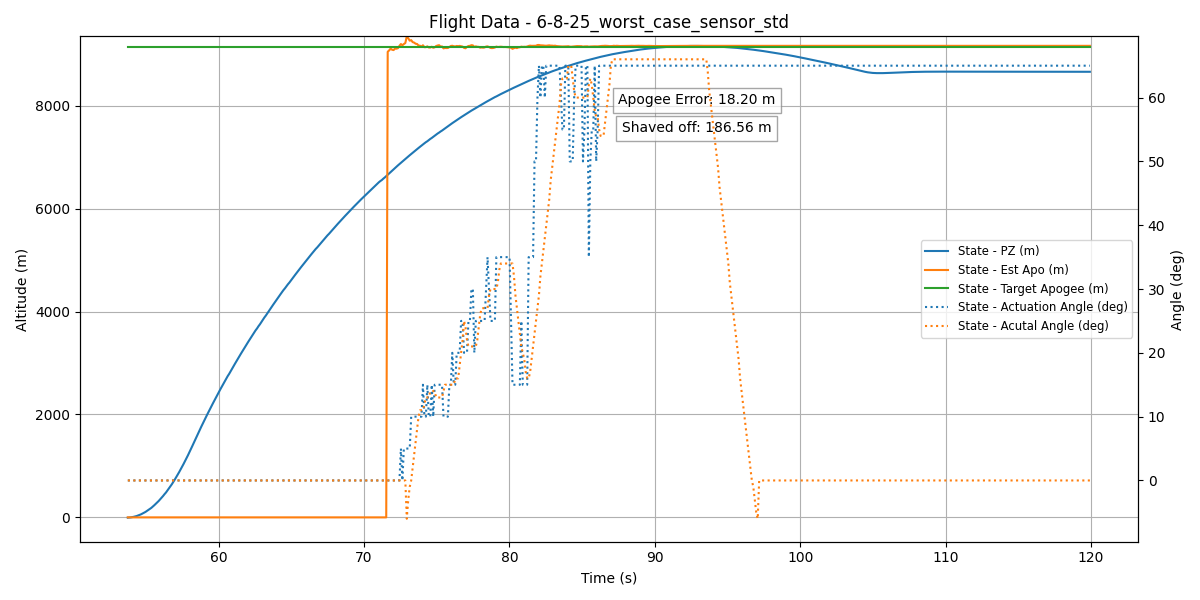 Flight Data - 6-8-25_worst_case_sensor_std
Altitude (m)
8000
6000
4000
2000
0
Apogee Error: 18.20 m
Shaved off: 186.56 m
State - PZ (m)
State - Est Apo (m)
State - Target Apogee (m)
State - Actuation Angle (deg)
State - Acutal Angle (deg)
60
50
40
30
20
10
0
Angle (deg)
60 70 80 90 100 110 120
Time (s)